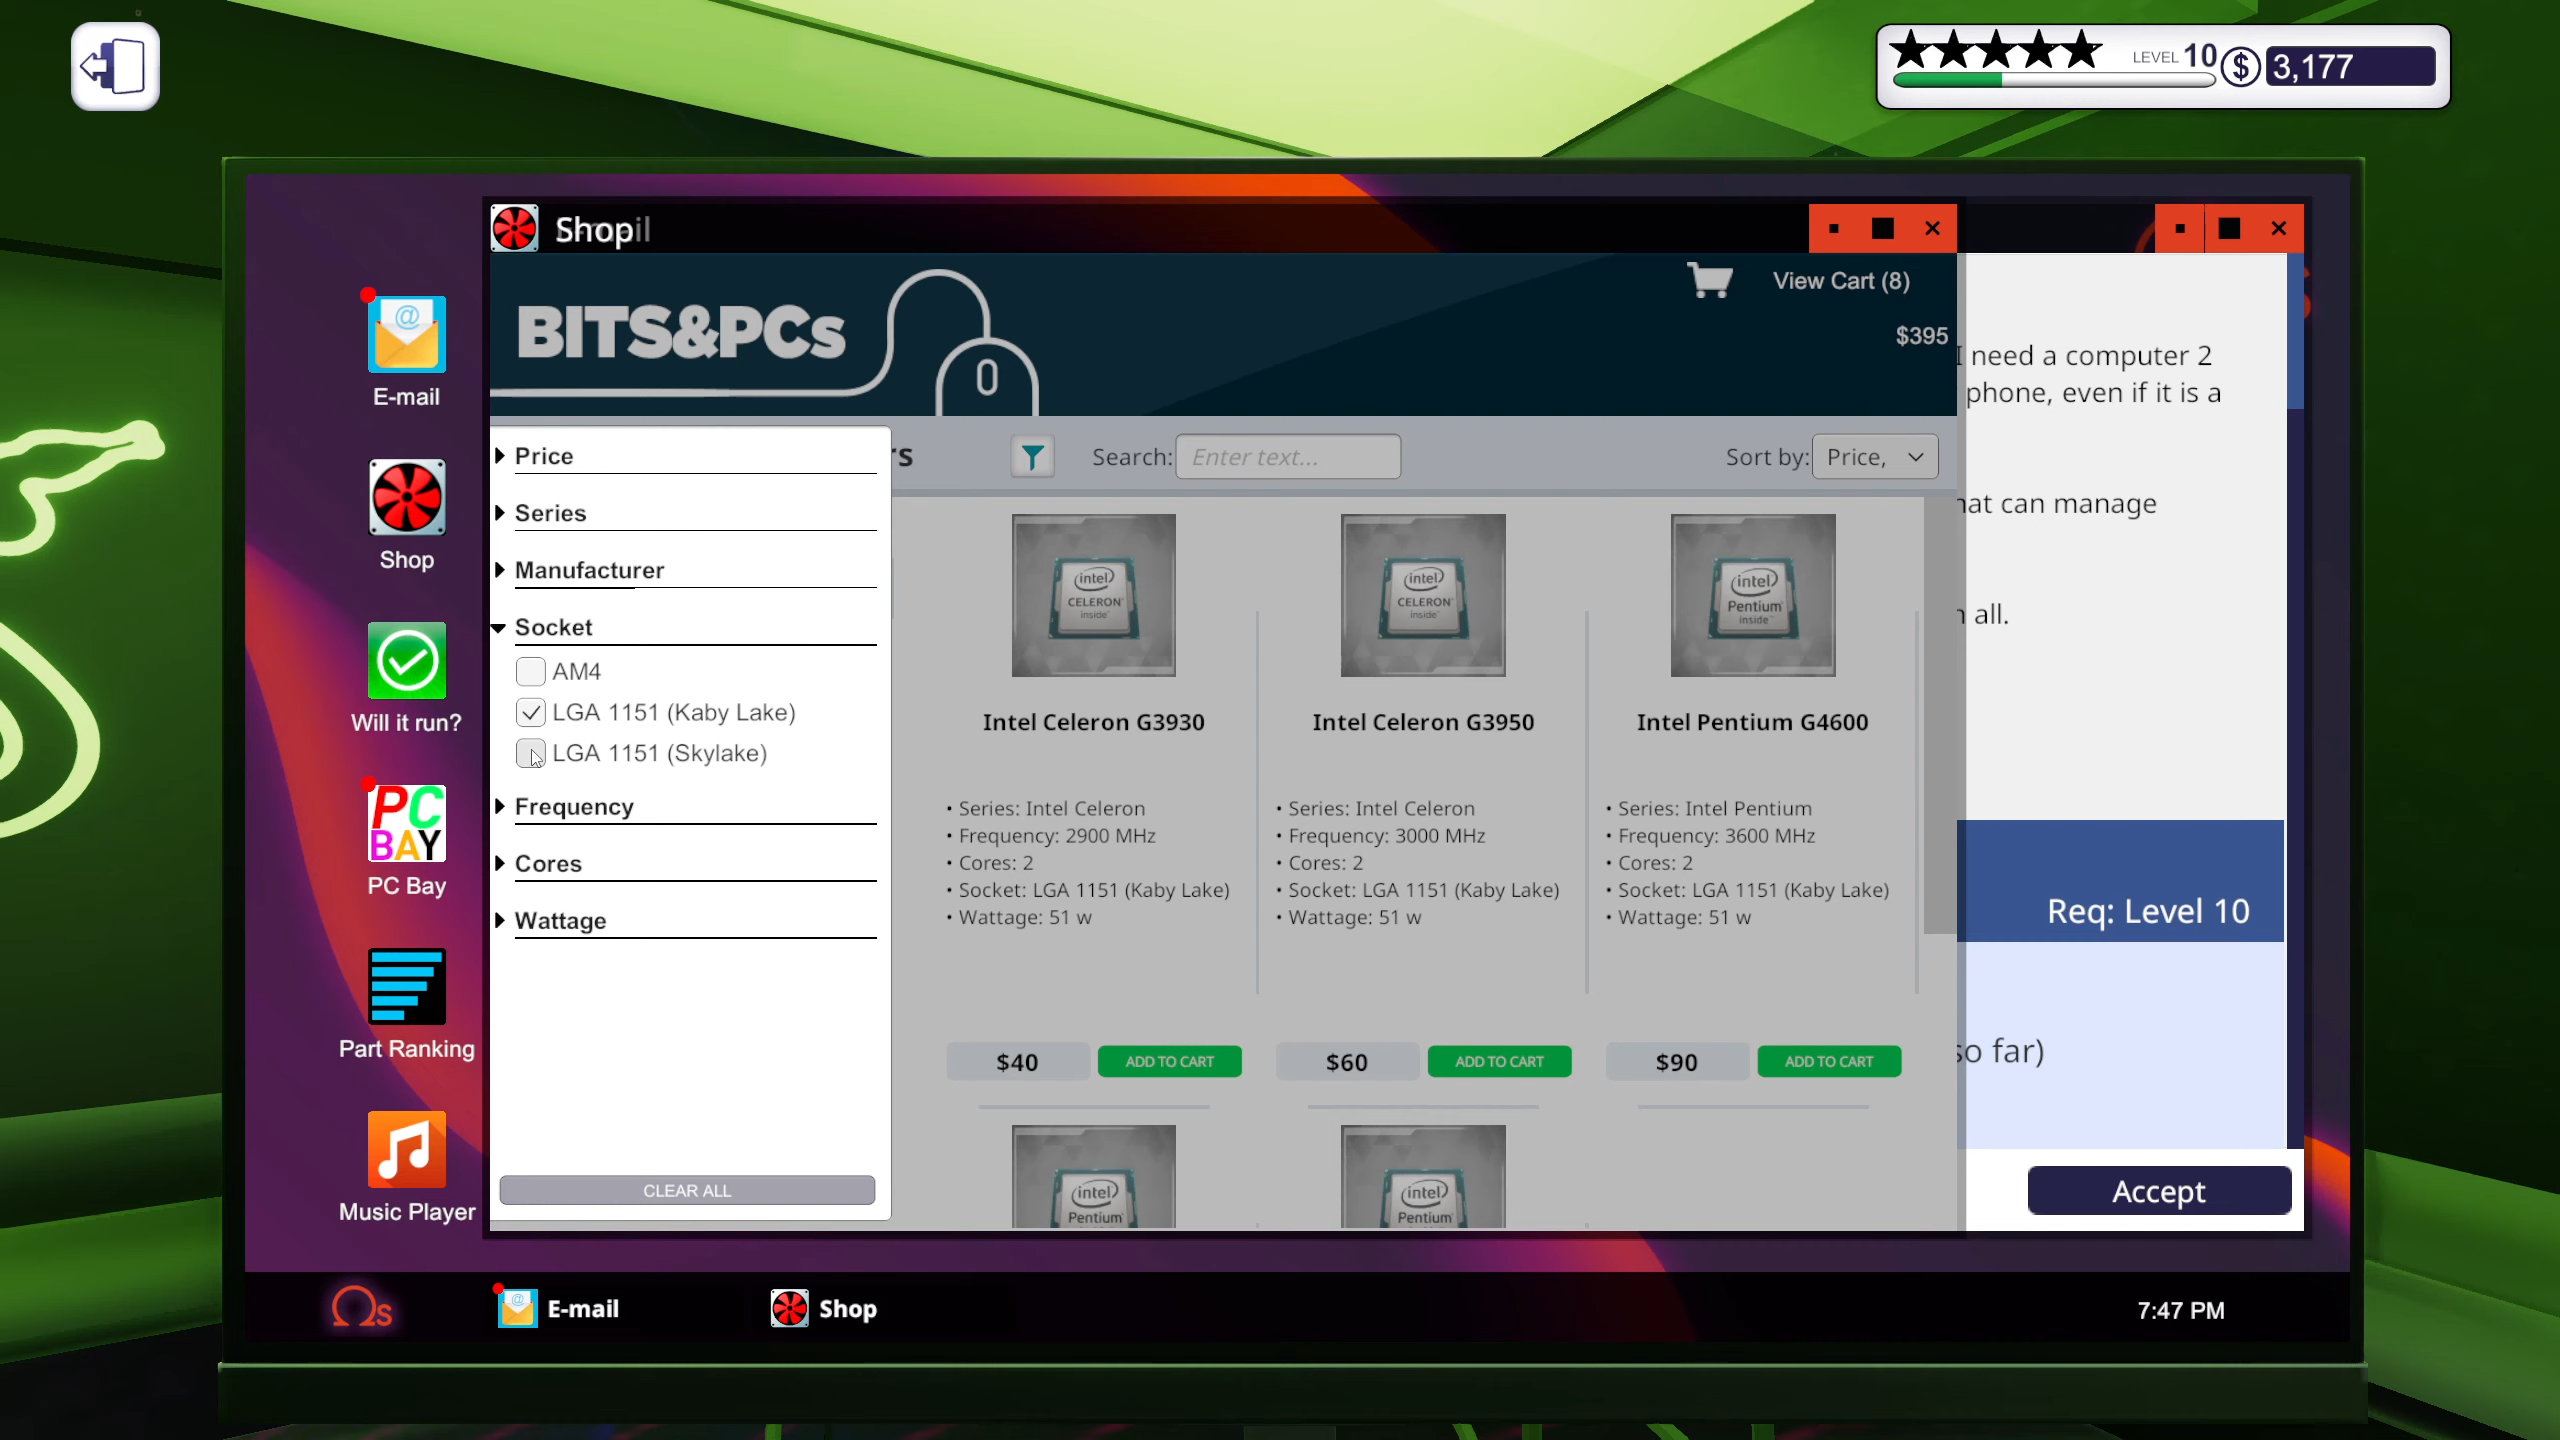 LEVEL 10
$ 3,177
Shop
View Cart (8)
$395
BITS&PCs
I need a computer 2
phone, even if it is a
hat can manage
all.
Req: Level 10
so far)
Accept
@
E-mail
Shop
Will it run?
PC
BAY
PC Bay
Part Ranking
Music Player
Price
Series
Manufacturer
Socket
AM4
LGA 1151 (Kaby Lake)
LGA 1151 (Skylake)
Frequency
Cores
Wattage
CLEAR ALL
rs
Search: Enter text...
Sort by: Price,
intel
CELERON
inside
intel
CELERON
inside
intel
Pentium
inside
Intel Celeron G3930
• Series: Intel Celeron
• Frequency: 2900 MHz
• Cores: 2
• Socket: LGA 1151 (Kaby Lake)
• Wattage: 51 w
$40 ADD TO CART
Intel Celeron G3950
• Series: Intel Celeron
• Frequency: 3000 MHz
• Cores: 2
• Socket: LGA 1151 (Kaby Lake)
• Wattage: 51 w
$60 ADD TO CART
Intel Pentium G4600
• Series: Intel Pentium
• Frequency: 3600 MHz
• Cores: 2
• Socket: LGA 1151 (Kaby Lake)
• Wattage: 51 w
$90 ADD TO CART
intel
Pentium
intel
Pentium
Ωs
@
E-mail
Shop
7:47 PM